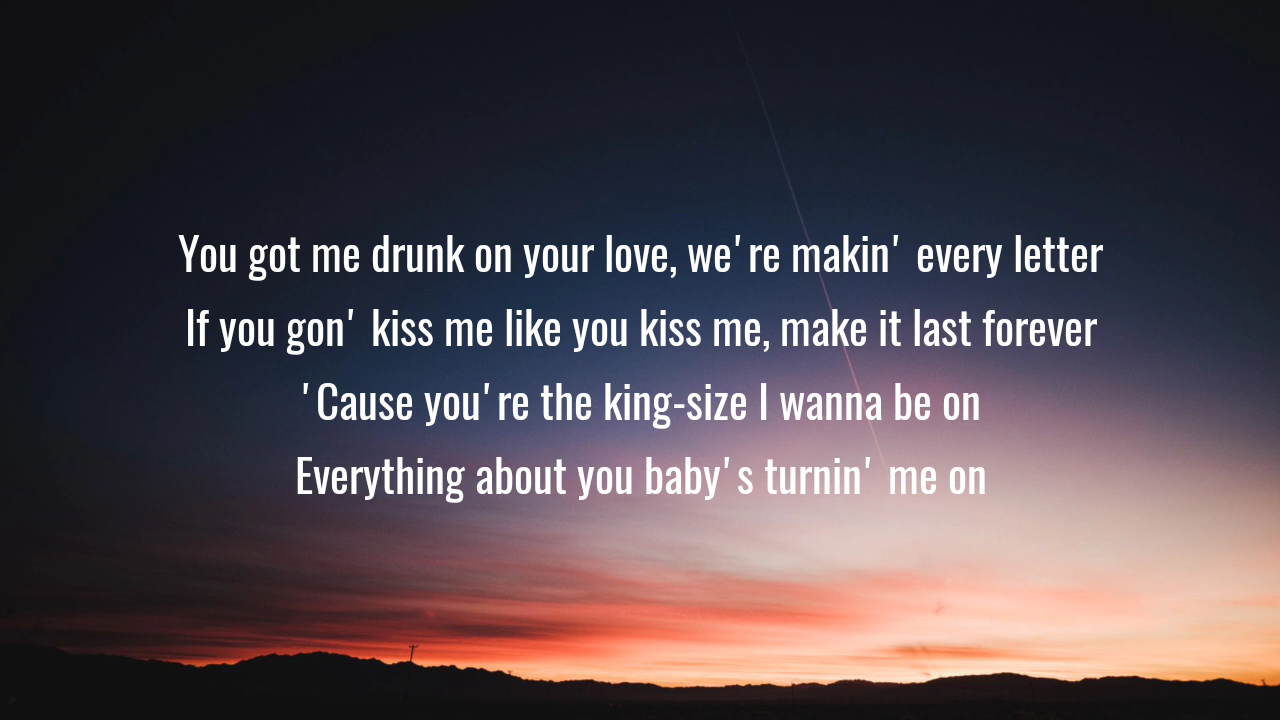 You got me drunk on your love, we're makin' every letter
If you gon' kiss me like you kiss me, make it last forever
'Cause you're the king-size I wanna be on
Everything about you baby's turnin' me on